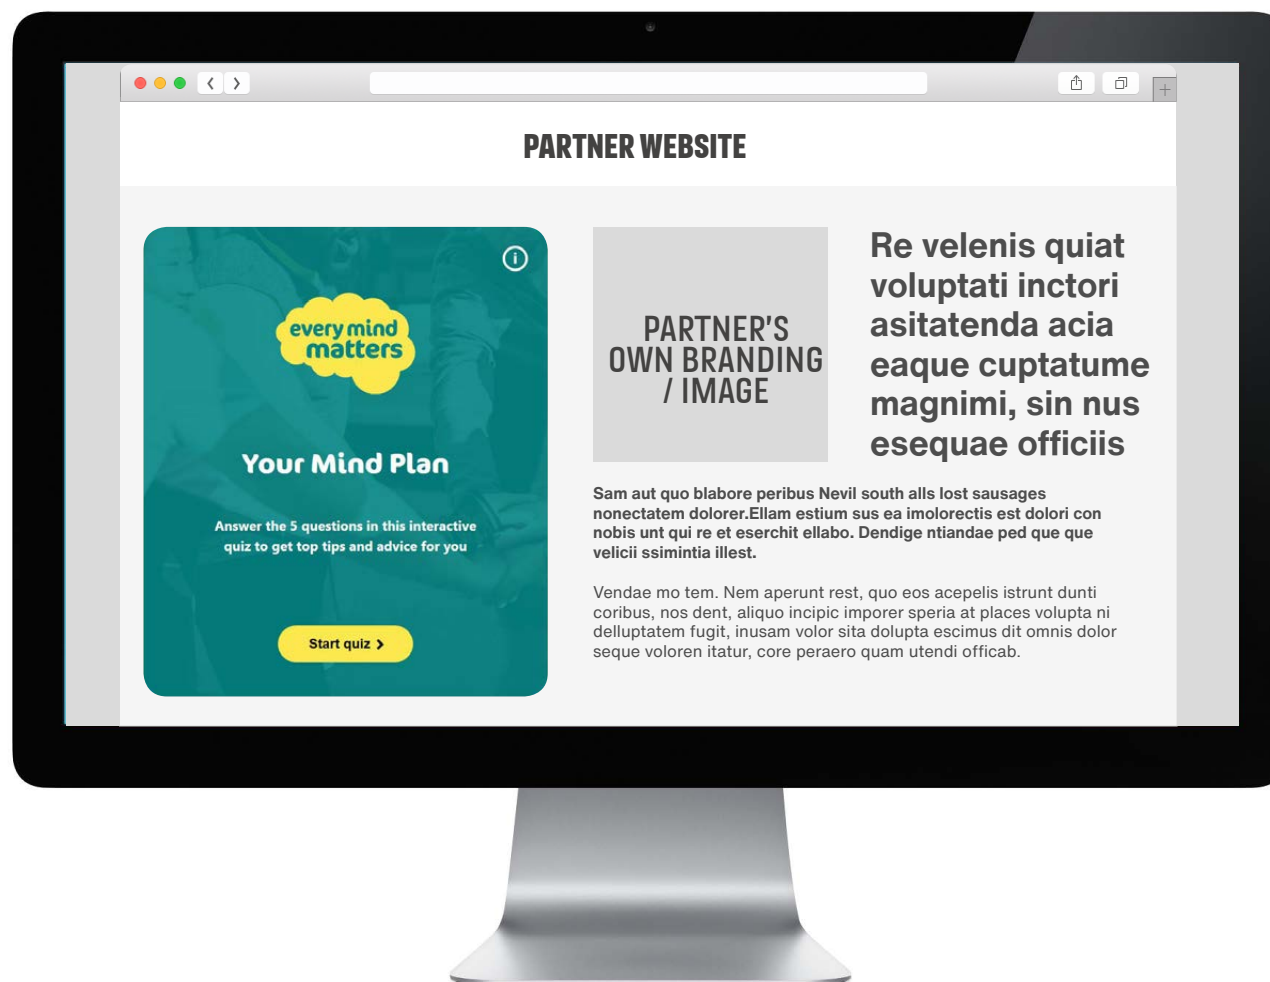 PARTNER WEBSITE
every mind
matters
Your Mind Plan
Answer the 5 questions in this interactive
quiz to get top tips and advice for you
Start quiz
PARTNER'S
OWN BRANDING
/ IMAGE
Re velenis quiat
voluptati inctori
asitatenda acia
eaque cuptatume
magnimi, sin nus
esequae officiis
Sam aut quo blabore peribus Nevil south alls lost sausages
nonectatem dolorer.Ellam estium sus ea imolorectis est dolori con
nobis unt qui re et eserchit ellabo. Dendige ntiandae ped que que
velicii ssimintia illest.
Vendae mo tem. Nem aperunt rest, quo eos acepelis istrunt dunti
coribus, nos dent, aliquo incipic imporer speria at places volupta ni
delluptatem fugit, inusam volor sita dolupta escimus dit omnis dolor
seque voloren itatur, core peraero quam utendi officab.